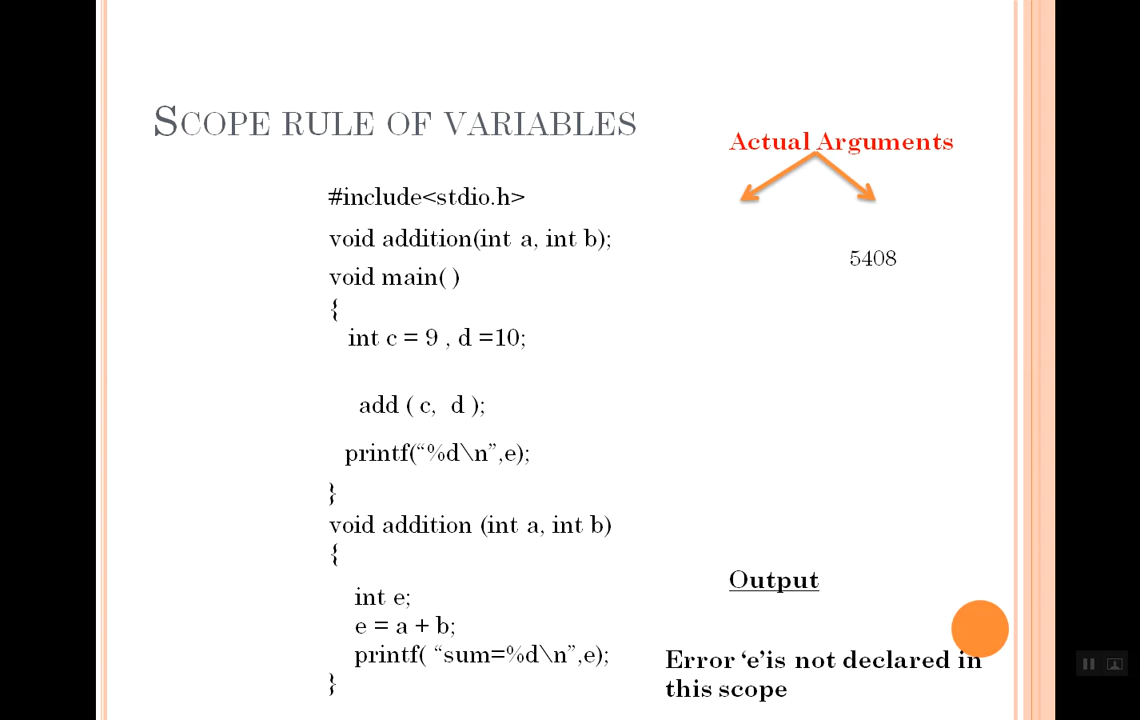 SCOPE RULE OF VARIABLES
Actual Arguments
#include<stdio.h>
void addition(int a, int b);
5408
void main( )
{
int c = 9 , d =10;
add ( c, d );
printf(“%d\n”,e);
}
void addition (int a, int b)
{
int e;
e = a + b;
printf( “sum=%d\n”,e);
}
Output
Error ‘e’is not declared in
this scope